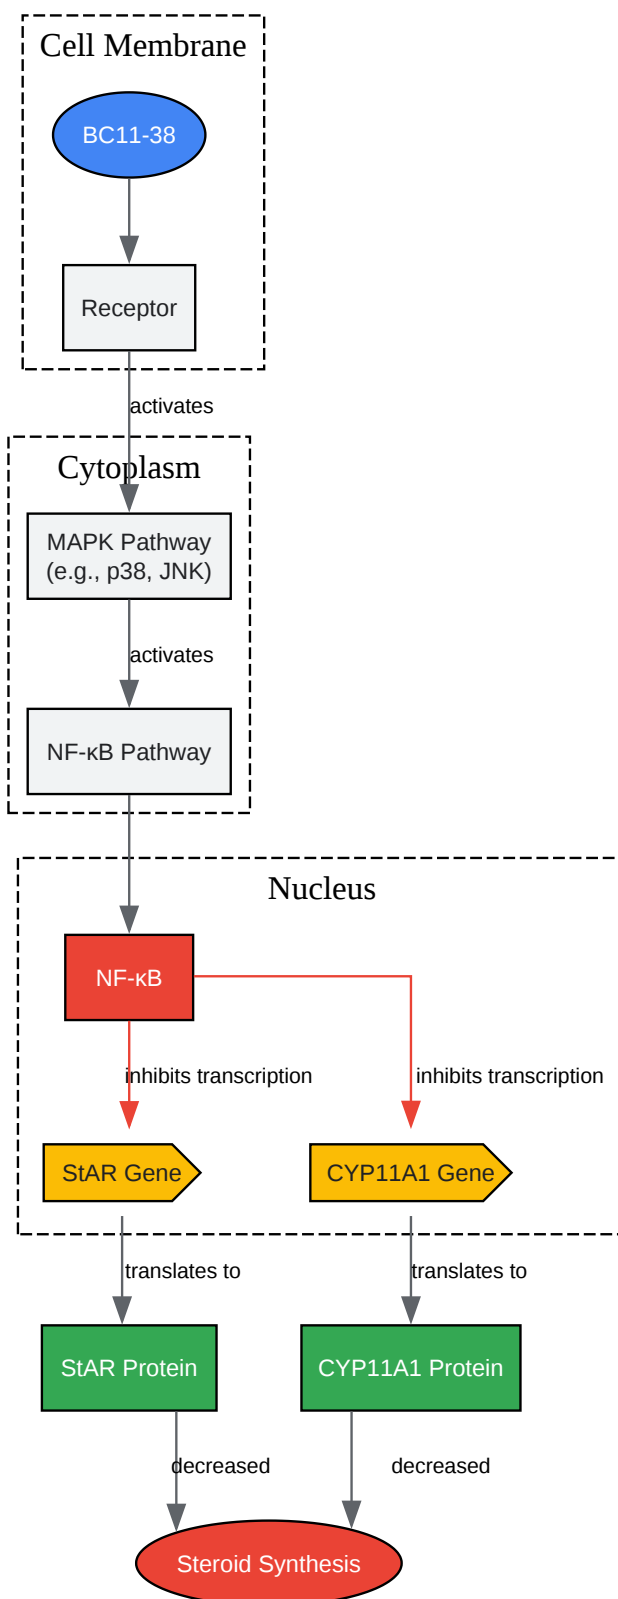 Cell Membrane
BC11-38
Receptor
activates
Cytoplasm
MAPK Pathway
(e.g., p38, JNK)
activates
NF-κB Pathway
Nucleus
NF-κB
inhibits transcription
inhibits transcription
StAR Gene
CYP11A1 Gene
translates to
translates to
StAR Protein
CYP11A1 Protein
decreased
decreased
Steroid Synthesis